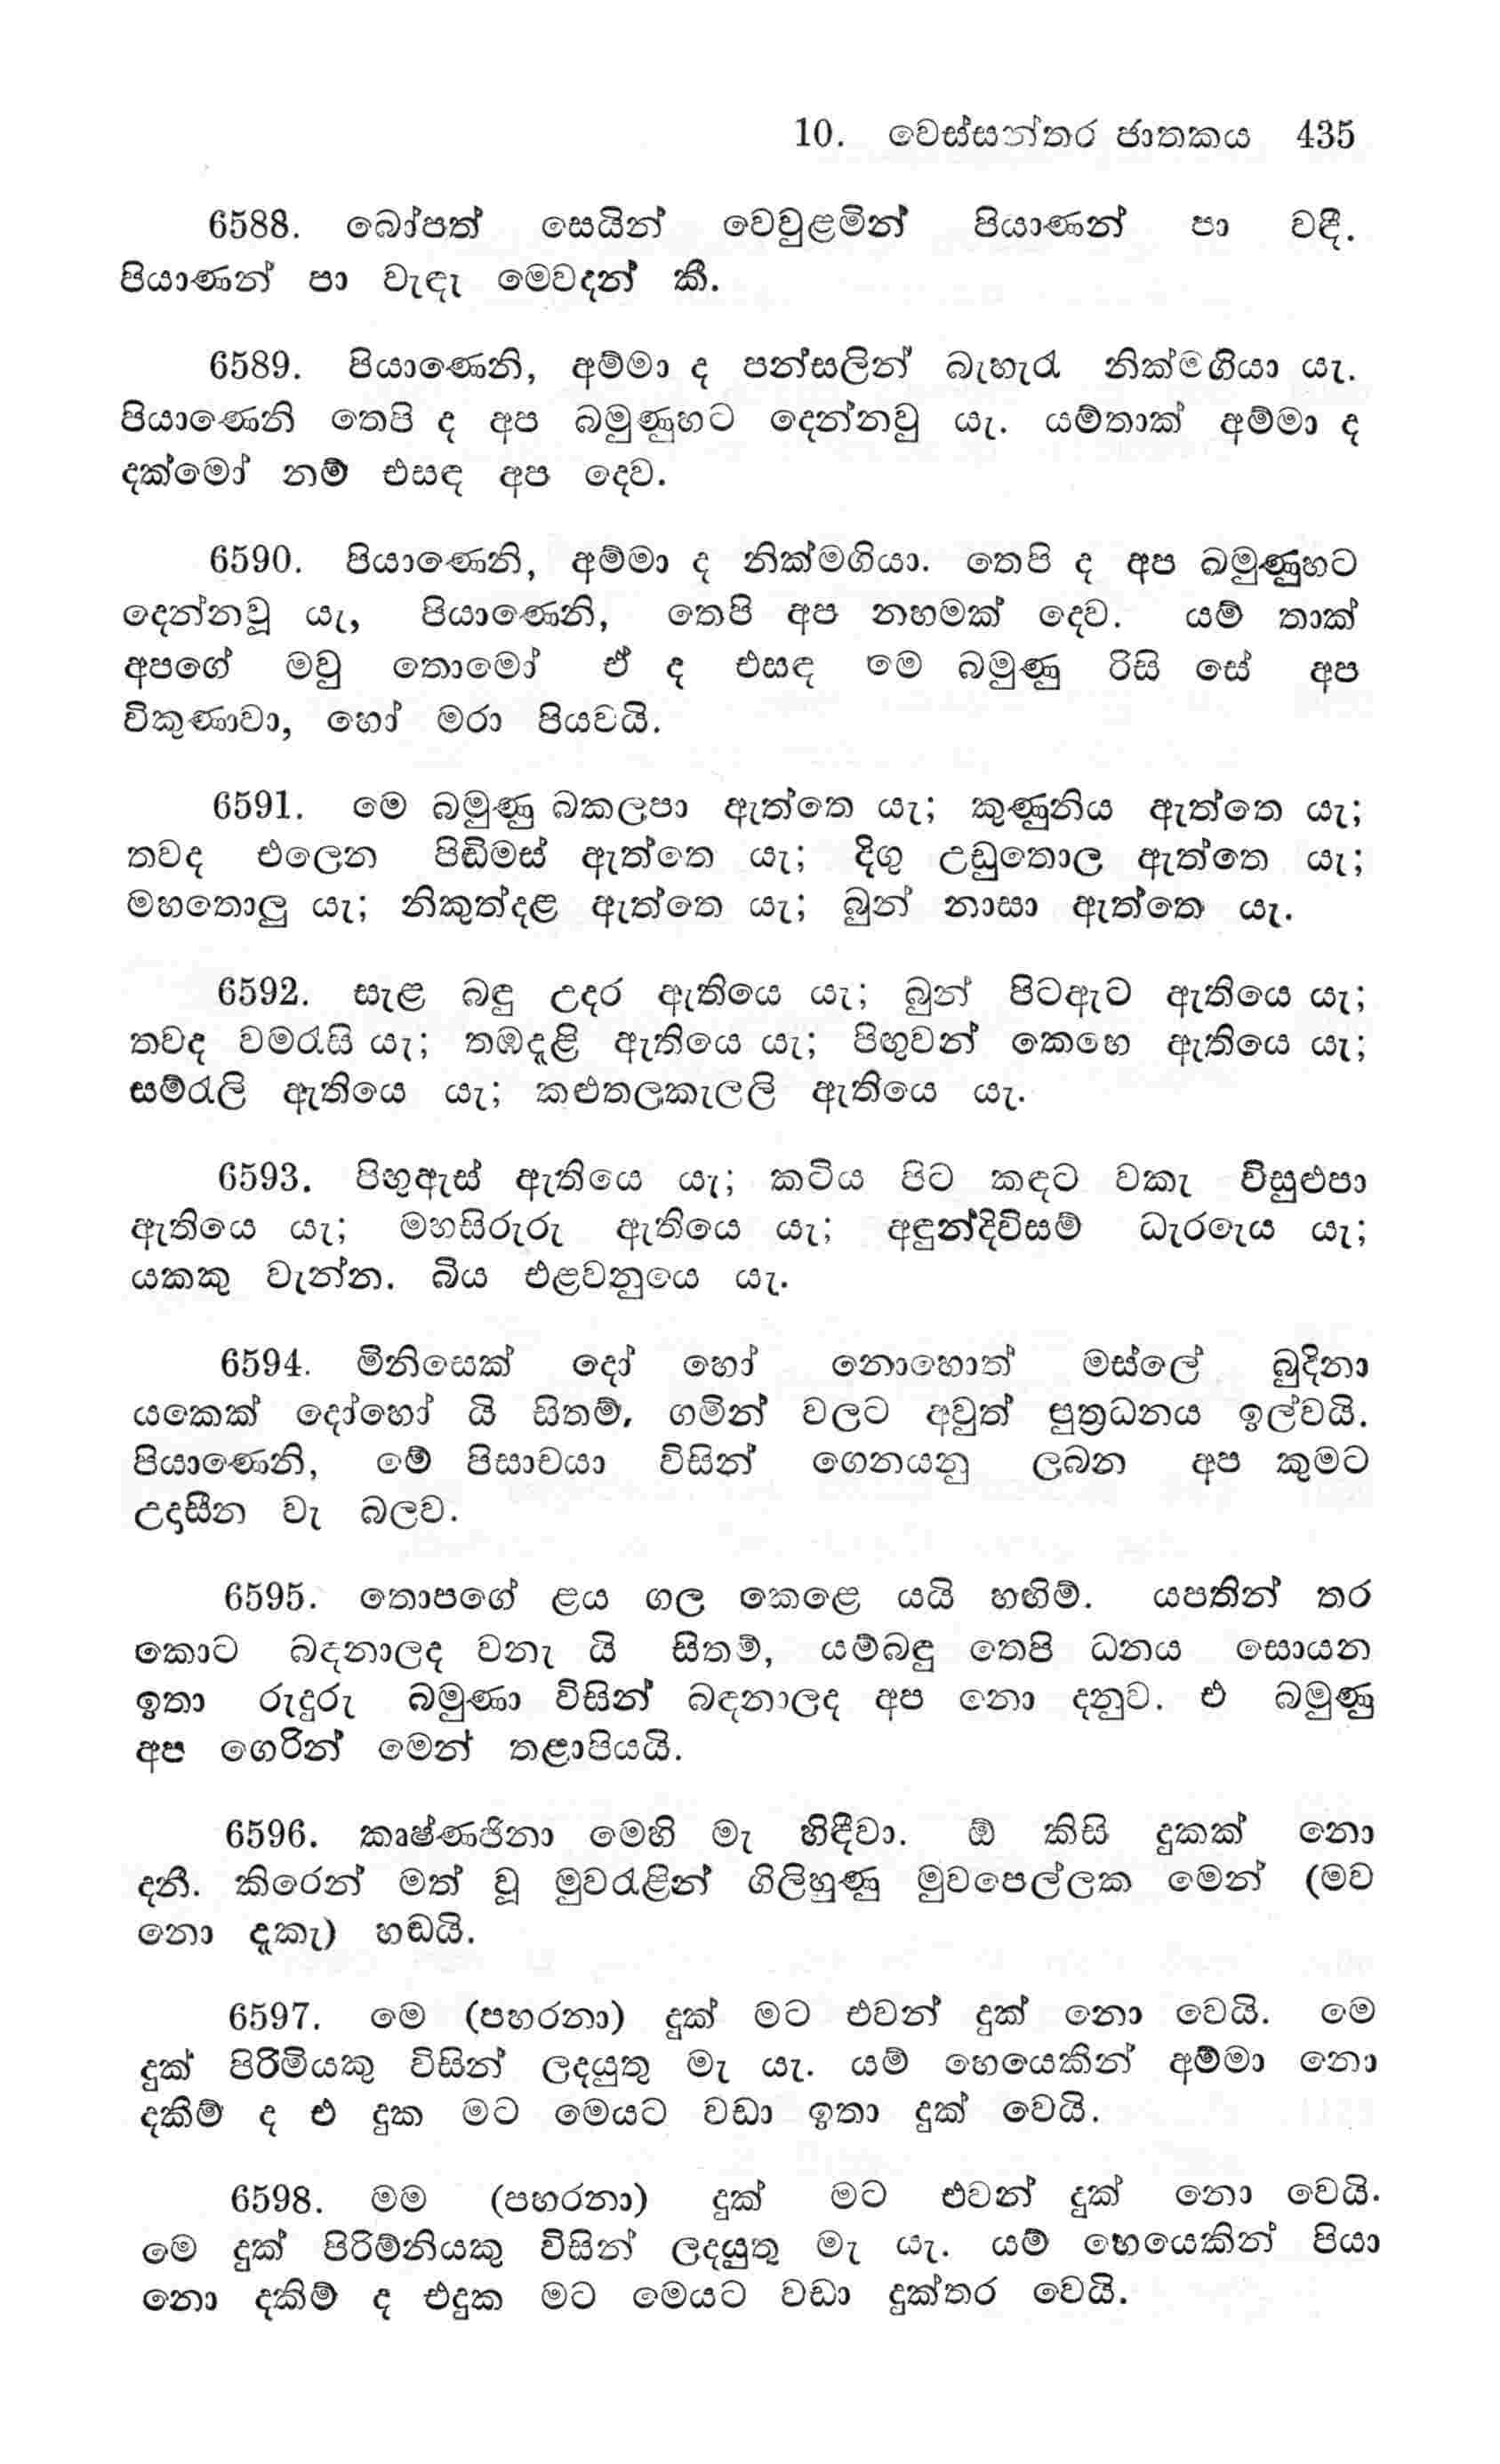 10. වෙස්සන්තර ජාතකය 435
6588. බෝපත් සෙයින් වෙවුළමින් පියාණන් පා වඳී.
පියාණන් පා වැඳැ මෙවදන් කී.
6589. පියාණෙනි, අම්මා ද පන්සලින් බැහැරැ නික්මගියා යැ.
පියාණෙනි තෙපි ද අප බමුණුහට දෙන්නවු යැ. යම්තාක් අම්මා ද
දක්මෝ නම් එසඳ අප දෙව.
6590. පියාණෙනි, අම්මා ද නික්මගියා. තෙපි ද අප බමුණුහට
දෙන්නවූ යැ, පියාණෙනි, තෙපි අප නහමක් දෙව. යම් තාක්
අපගේ මවු තොමෝ ඒ ද එසඳ මෙ බමුණු රිසි සේ අප
විකුණාවා, හෝ මරා පියවයි.
6591. මෙ බමුණු බකලපා ඇත්තෙ යැ; කුණුනිය ඇත්තෙ යැ;
තවද එලෙන පිඬිමස් ඇත්තෙ යැ; දිගු උඩුතොල ඇත්තෙ යැ;
මහතොලු යැ; නිකුත්දළ ඇත්තෙ යැ; බුන් නාසා ඇත්තෙ යැ.
6592. සැළ බඳු උදර ඇතියෙ යැ; බුන් පිටඇට ඇතියෙ යැ;
තවද වමරැසි යැ; තඹදැළි ඇතියෙ යැ; පිඟුවන් කෙහෙ ඇතියෙ යැ;
සම්රැලි ඇතියෙ යැ; කළුතලකැලලි ඇතියෙ යැ.
6593. පිඟුඇස් ඇතියෙ යැ; කටිය පිට කඳට වකැ විසුළුපා
ඇතියෙ යැ; මහසිරුරු ඇතියෙ යැ; අඳුන්දිවිසම් ධැරගැය යැ;
යකකු වැන්න. බිය එළවනුයෙ යැ.
6594. මිනිසෙක් දෝ හෝ නොහොත් මස්ලේ බුදිනා
යකෙක් දෝහෝ යි සිතම්, ගමින් වලට අවුත් පුත්‍රධනය ඉල්වයි.
පියාණෙනි, මේ පිසාචයා විසින් ගෙනයනු ලබන අප කුමට
උදාසීන වැ බලව.
6595. තොපගේ ළය ගල කෙළෙ යයි හඟිම්. යපතින් තර
කොට බඳනාලද වනැ යි සිතම්, යම්බඳු තෙපි ධනය සොයන
ඉතා රුදුරු බමුණා විසින් බඳනාලද අප නො දනුව. එ බමුණු
අප ගෙරින් මෙන් තළාපියයි.
6596. කෘෂ්ණජිනා මෙහි මැ හිඳීවා. ඕ කිසි දුකක් නො
දනී. කිරෙන් මත් වූ මුවරැළින් ගිලිහුණු මුවපෙල්ලක මෙන් (මව
නො දැකැ) හඬයි.
6597. මෙ (පහරනා) දුක් මට එවන් දුක් නො වෙයි. මෙ
දුක් පිරිමියකු විසින් ලදයුතු මැ යැ. යම් හෙයෙකින් අම්මා නො
දකිම් ද එ දුක මට මෙයට වඩා ඉතා දුක් වෙයි.
6598. මම (පහරනා) දුක් මට එවන් දුක් නො වෙයි.
මෙ දුක් පිරිම්නියකු විසින් ලදයුතු මැ යැ. යම් හෙයෙකින් පියා
නො දකිම් ද එදුක මට මෙයට වඩා දුක්තර වෙයි.